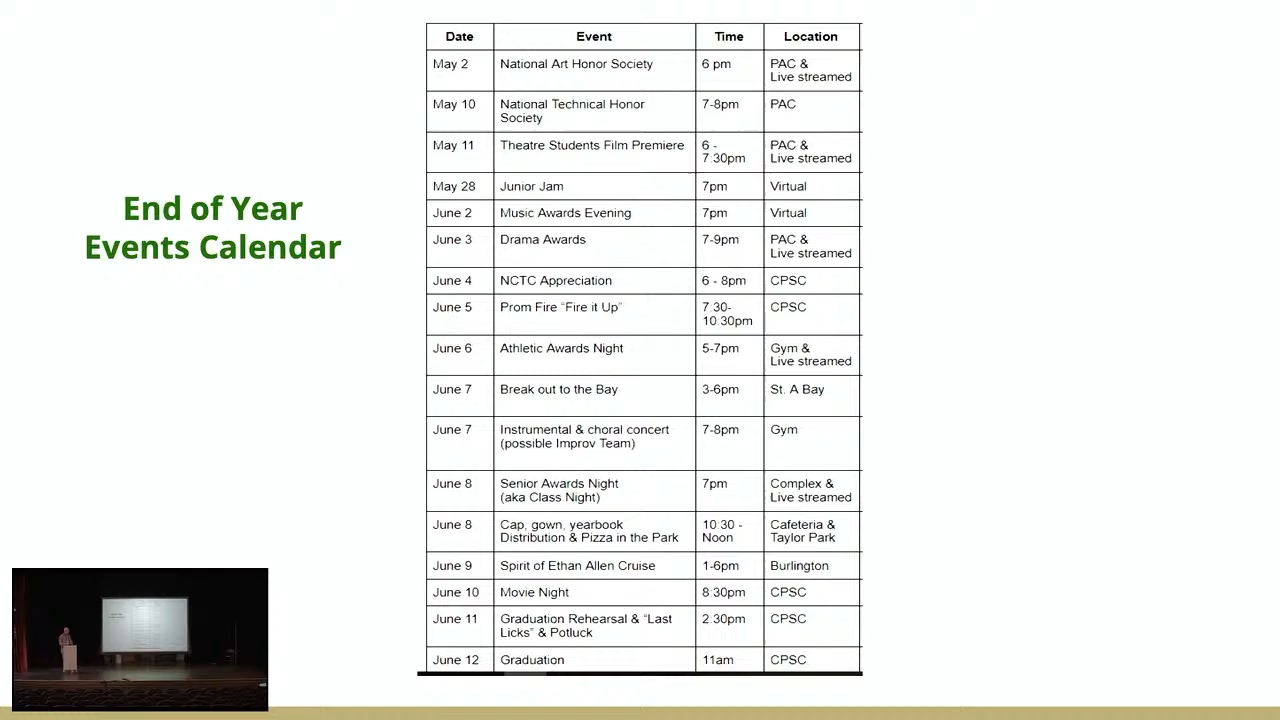 End of Year
Events Calendar
Date Event Time Location
May 2 National Art Honor Society 6 pm PAC &
Live streamed
May 10 National Technical Honor 7-8pm PAC
Society
May 11 Theatre Students Film Premiere 6 - PAC &
7:30pm Live streamed
May 28 Junior Jam 7pm Virtual
June 2 Music Awards Evening 7pm Virtual
June 3 Drama Awards 7-9pm PAC &
Live streamed
June 4 NCTC Appreciation 6 - 8pm CPSC
June 5 Prom Fire “Fire it Up” 7:30- CPSC
10:30pm
June 6 Athletic Awards Night 5-7pm Gym &
Live streamed
June 7 Break out to the Bay 3-6pm St. A Bay
June 7 Instrumental & choral concert 7-8pm Gym
(possible Improv Team)
June 8 Senior Awards Night 7pm Complex &
(aka Class Night) Live streamed
June 8 Cap, gown, yearbook 10:30 - Cafeteria &
Distribution & Pizza in the Park Noon Taylor Park
June 9 Spirit of Ethan Allen Cruise 1-6pm Burlington
June 10 Movie Night 8:30pm CPSC
June 11 Graduation Rehearsal & “Last 2:30pm CPSC
Licks” & Potluck
June 12 Graduation 11am CPSC